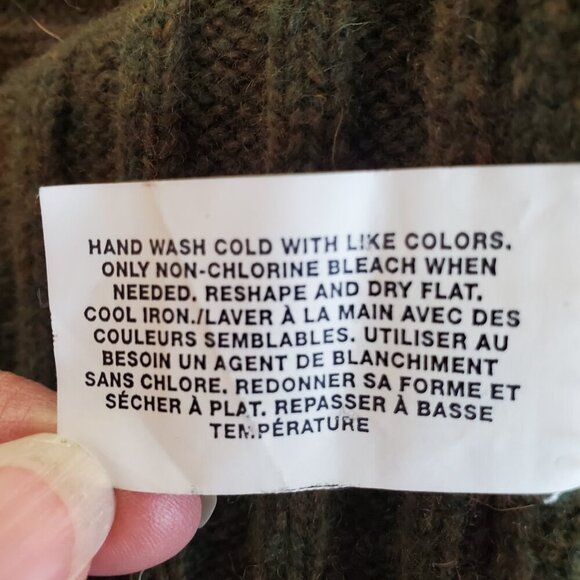 HAND WASH COLD WITH LIKE COLORS.
ONLY NON-CHLORINE BLEACH WHEN
NEEDED. RESHAPE AND DRY FLAT.
COOL IRON./LAVER À LA MAIN AVEC DES
COULEURS SEMBLABLES. UTILISER AU
BESOIN UN AGENT DE BLANCHIMENT
SANS CHLORE. REDONNER SA FORME ET
SÉCHER À PLAT. REPASSER À BASSE
TEMPÉRATURE